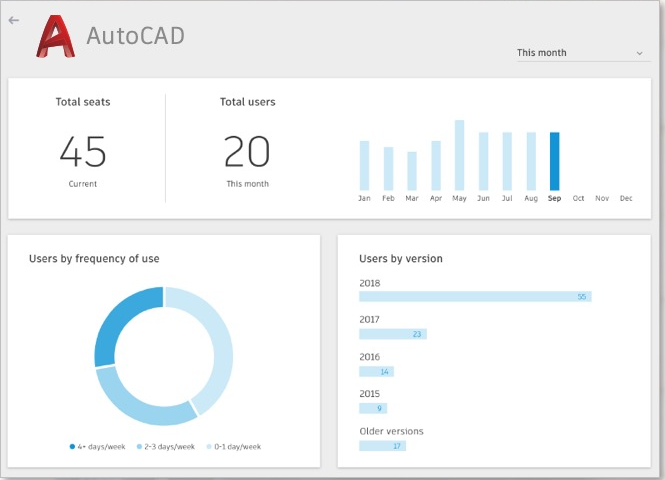 AutoCAD
This month
Total seats
45
Current
Total users
20
This month
Jan Feb Mar Apr May Jun Jul Aug Sep Oct Nov Dec
Users by frequency of use
4+ days/week 2-3 days/week 0-1 day/week
Users by version
2018
55
2017
23
2016
14
2015
9
Older versions
17